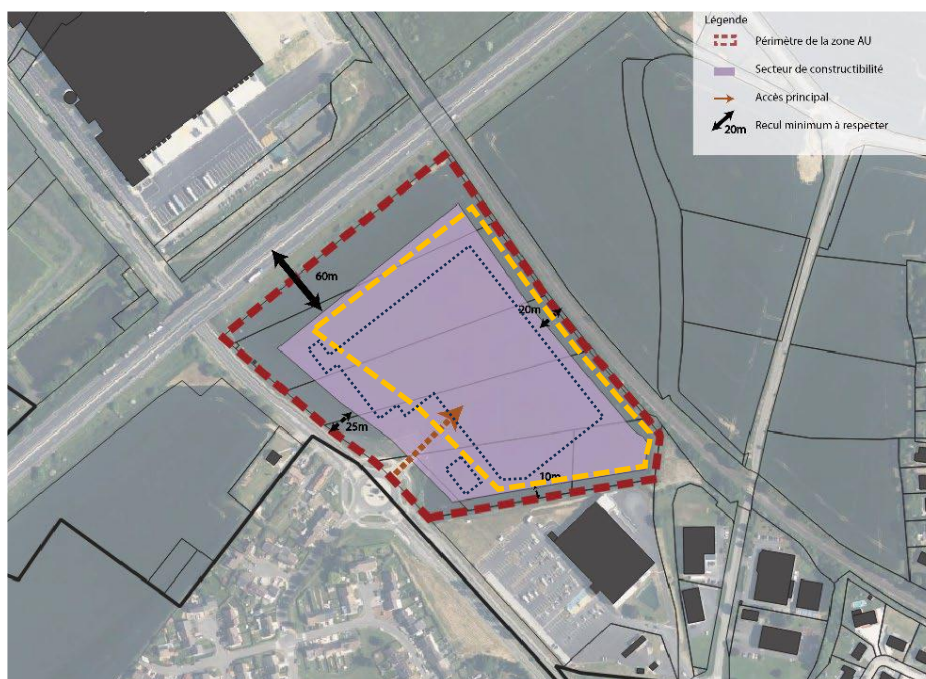 Légende
Périmètre de la zone AU
Secteur de constructibilité
Accès principal
20m
Recul minimum à respecter
60m
20m
25m
10m